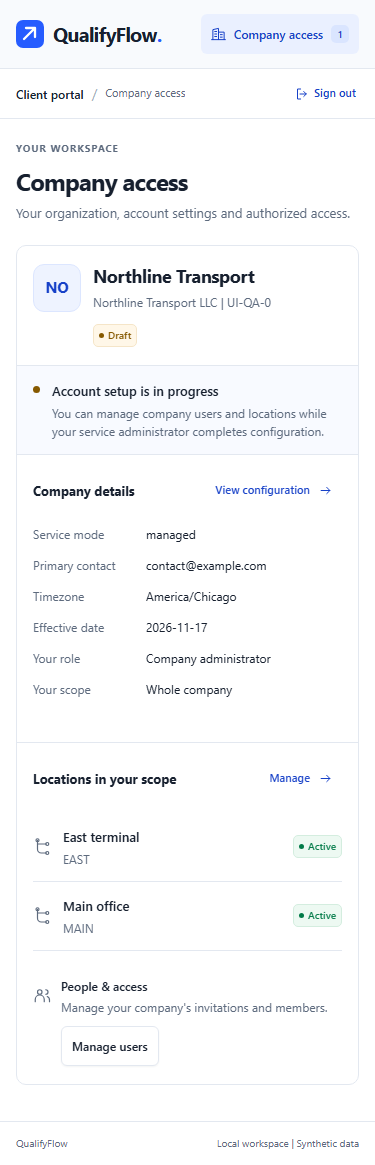 QualifyFlow.
Company access 1
Client portal / Company access
Sign out
YOUR WORKSPACE
Company access
Your organization, account settings and authorized access.
NO
Northline Transport
Northline Transport LLC | UI-QA-0
Draft
Account setup is in progress
You can manage company users and locations while
your service administrator completes configuration.
Company details
View configuration →
Service mode managed
Primary contact contact@example.com
Timezone America/Chicago
Effective date 2026-11-17
Your role Company administrator
Your scope Whole company
Locations in your scope
Manage →
East terminal
EAST
Active
Main office
MAIN
Active
People & access
Manage your company's invitations and members.
Manage users
QualifyFlow
Local workspace | Synthetic data